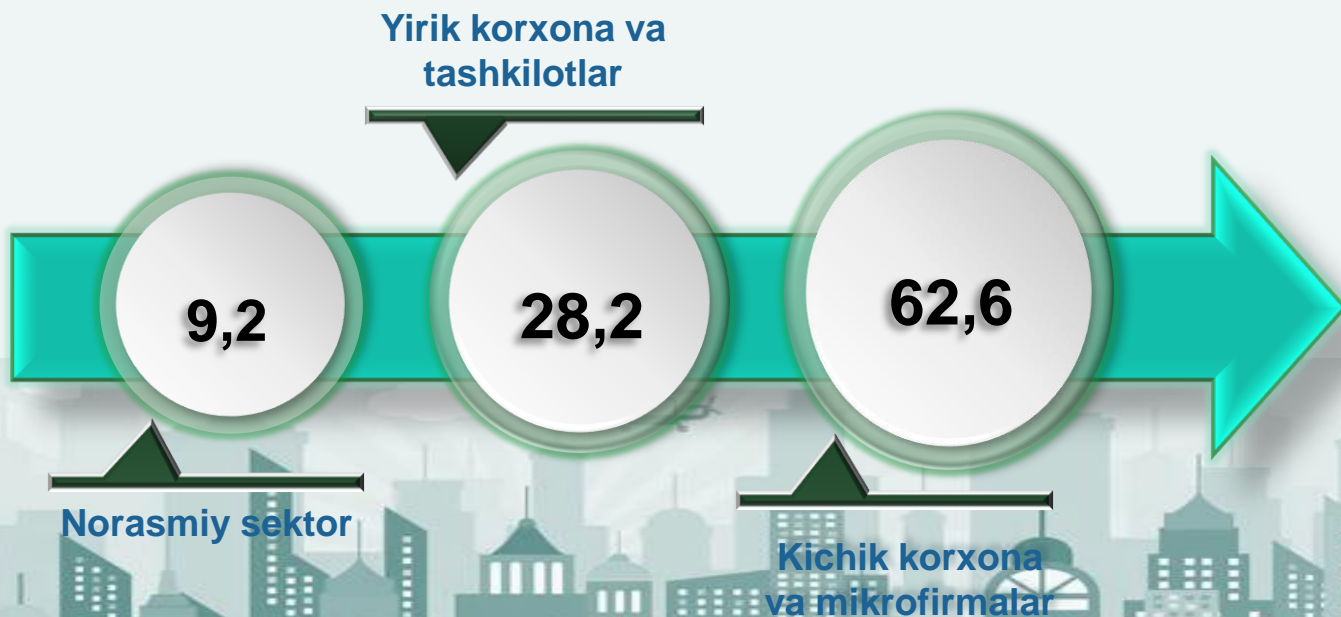 Yirik korxona va
tashkilotlar
9,2
28,2
62,6
Norasmiy sektor
Kichik korxona
va mikrofirmalar